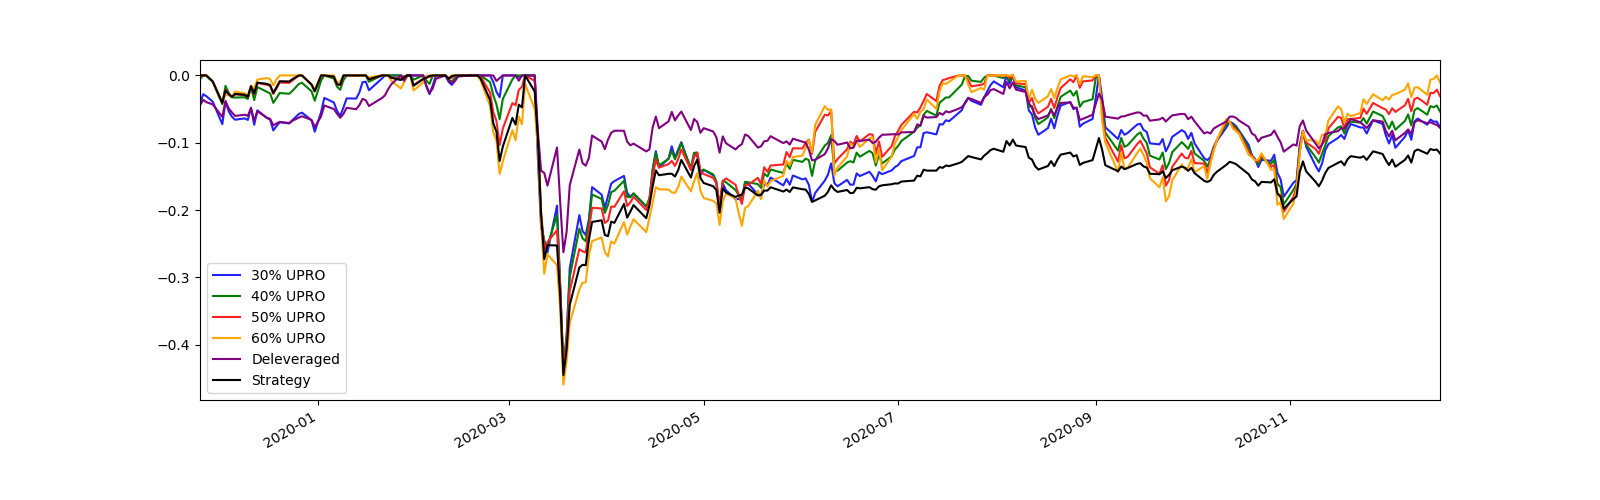 0.0
−0.1
−0.2
−0.3
−0.4
30% UPRO
40% UPRO
50% UPRO
60% UPRO
Deleveraged
Strategy
2020-01
2020-03
2020-05
2020-07
2020-09
2020-11